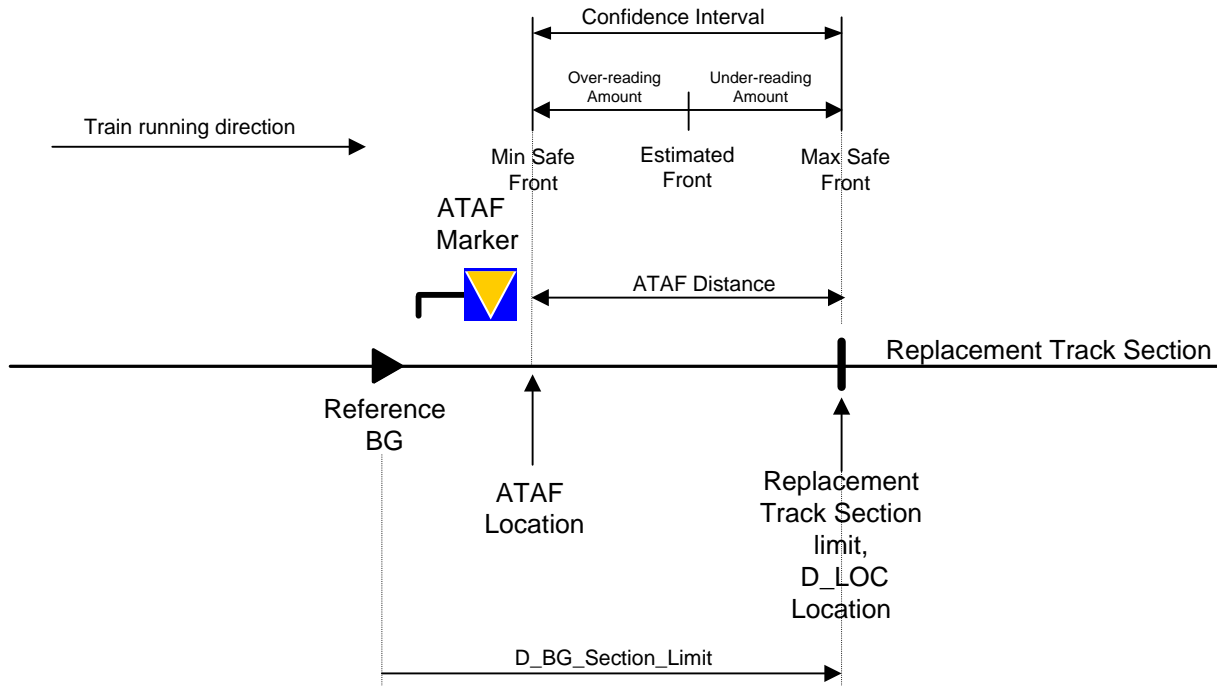 Confidence Interval
Over-reading
Amount
Under-reading
Amount
Train running direction
Min Safe
Front
Estimated
Front
Max Safe
Front
ATAF
Marker
ATAF Distance
Replacement Track Section
Reference
BG
ATAF
Location
Replacement
Track Section
limit,
D_LOC
Location
D_BG_Section_Limit